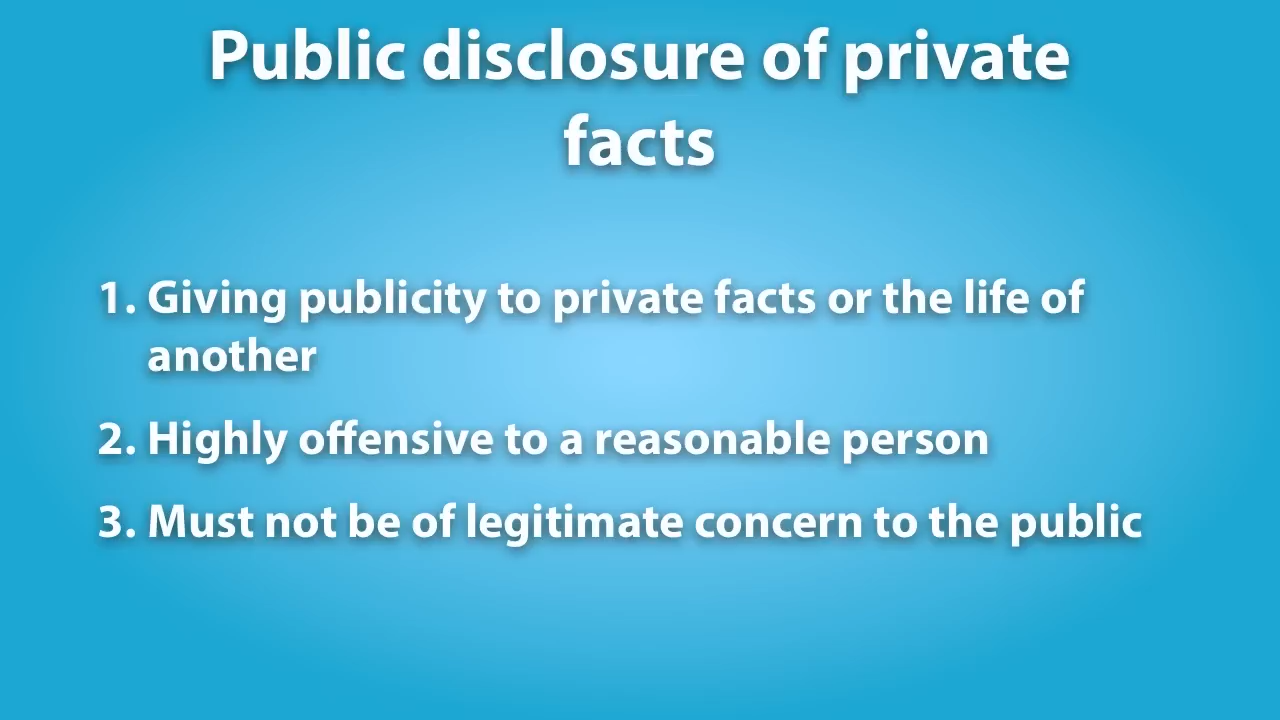 Public disclosure of private
facts
1. Giving publicity to private facts or the life of
another
2. Highly offensive to a reasonable person
3. Must not be of legitimate concern to the public